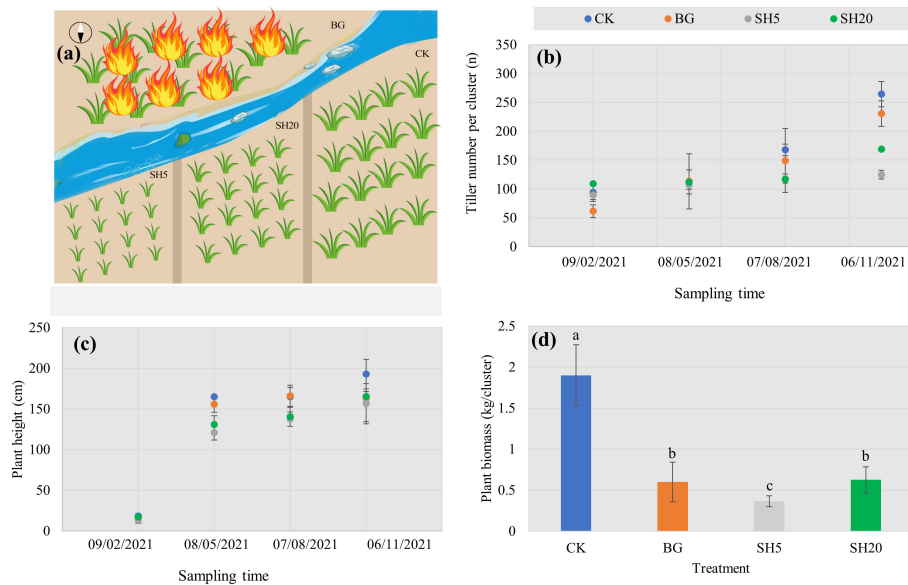 (a)
BG
CK
SH20
SH5
CK BG SH5 SH20
(b)
Tiller number per cluster (n)
350
300
250
200
150
100
50
0
09/02/2021 08/05/2021 07/08/2021 06/11/2021
Sampling time
(c)
Plant height (cm)
250
200
150
100
50
0
09/02/2021 08/05/2021 07/08/2021 06/11/2021
Sampling time
(d)
Plant biomass (kg/cluster)
2.5
2
1.5
1
0.5
0
a
b
c
b
CK BG SH5 SH20
Treatment